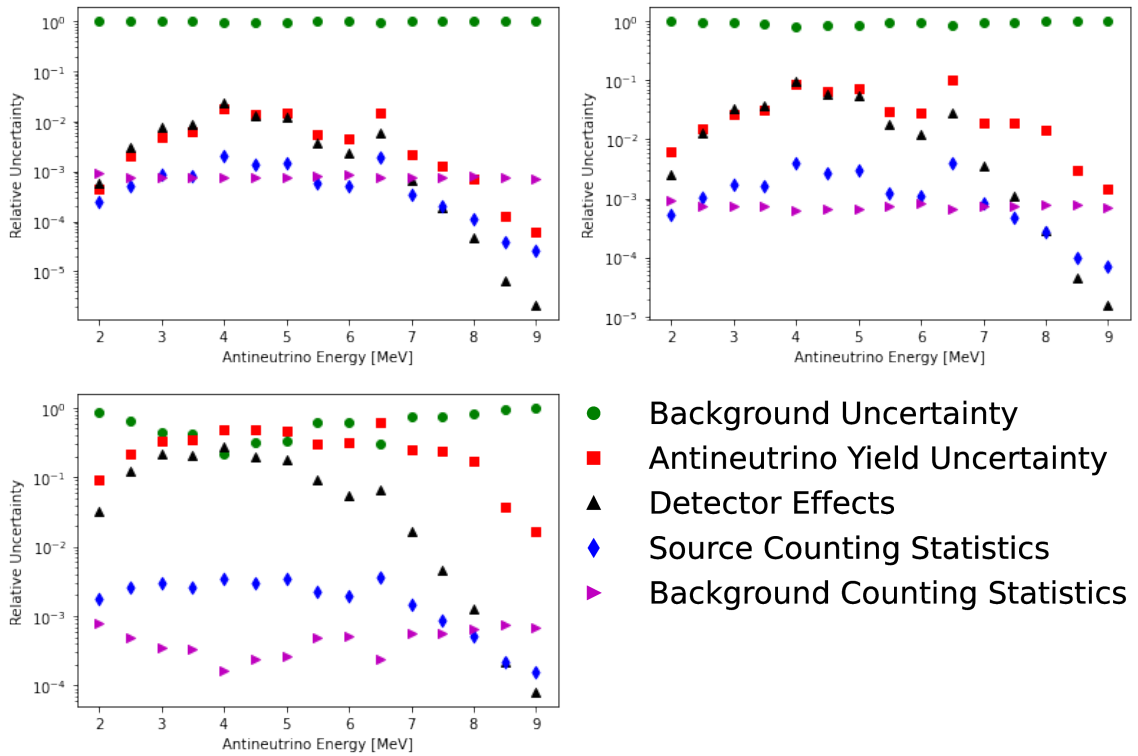 10⁰
10⁻¹
10⁻²
10⁻³
10⁻⁴
10⁻⁵
Relative Uncertainty
2 3 4 5 6 7 8 9
Antineutrino Energy [MeV]
10⁰
10⁻¹
10⁻²
10⁻³
10⁻⁴
10⁻⁵
Relative Uncertainty
2 3 4 5 6 7 8 9
Antineutrino Energy [MeV]
10⁰
10⁻¹
10⁻²
10⁻³
10⁻⁴
Relative Uncertainty
2 3 4 5 6 7 8 9
Antineutrino Energy [MeV]
Background Uncertainty
Antineutrino Yield Uncertainty
Detector Effects
Source Counting Statistics
Background Counting Statistics